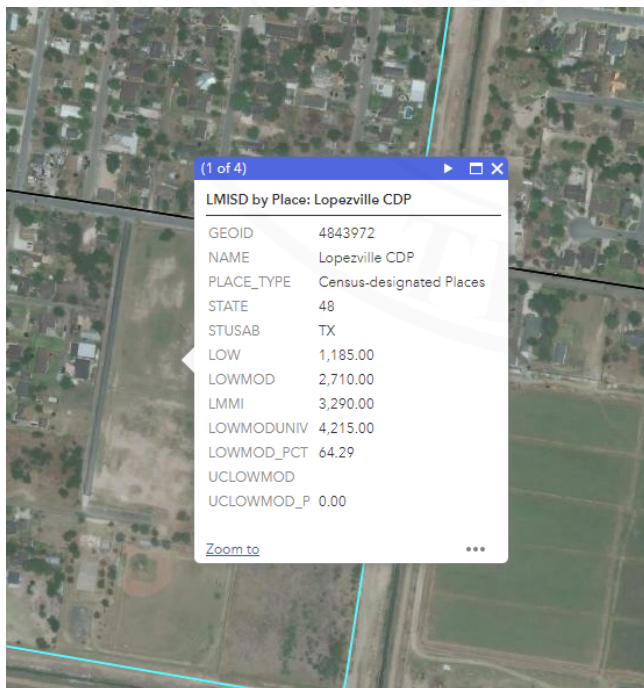 (1 of 4)
LMISD by Place: Lopezville CDP
GEOID 4843972
NAME Lopezville CDP
PLACE_TYPE Census-designated Places
STATE 48
STUSAB TX
LOW 1,185.00
LOWMOD 2,710.00
LMMI 3,290.00
LOWMODUNIV 4,215.00
LOWMOD_PCT 64.29
UCLOWMOD
UCLOWMOD_P 0.00
Zoom to